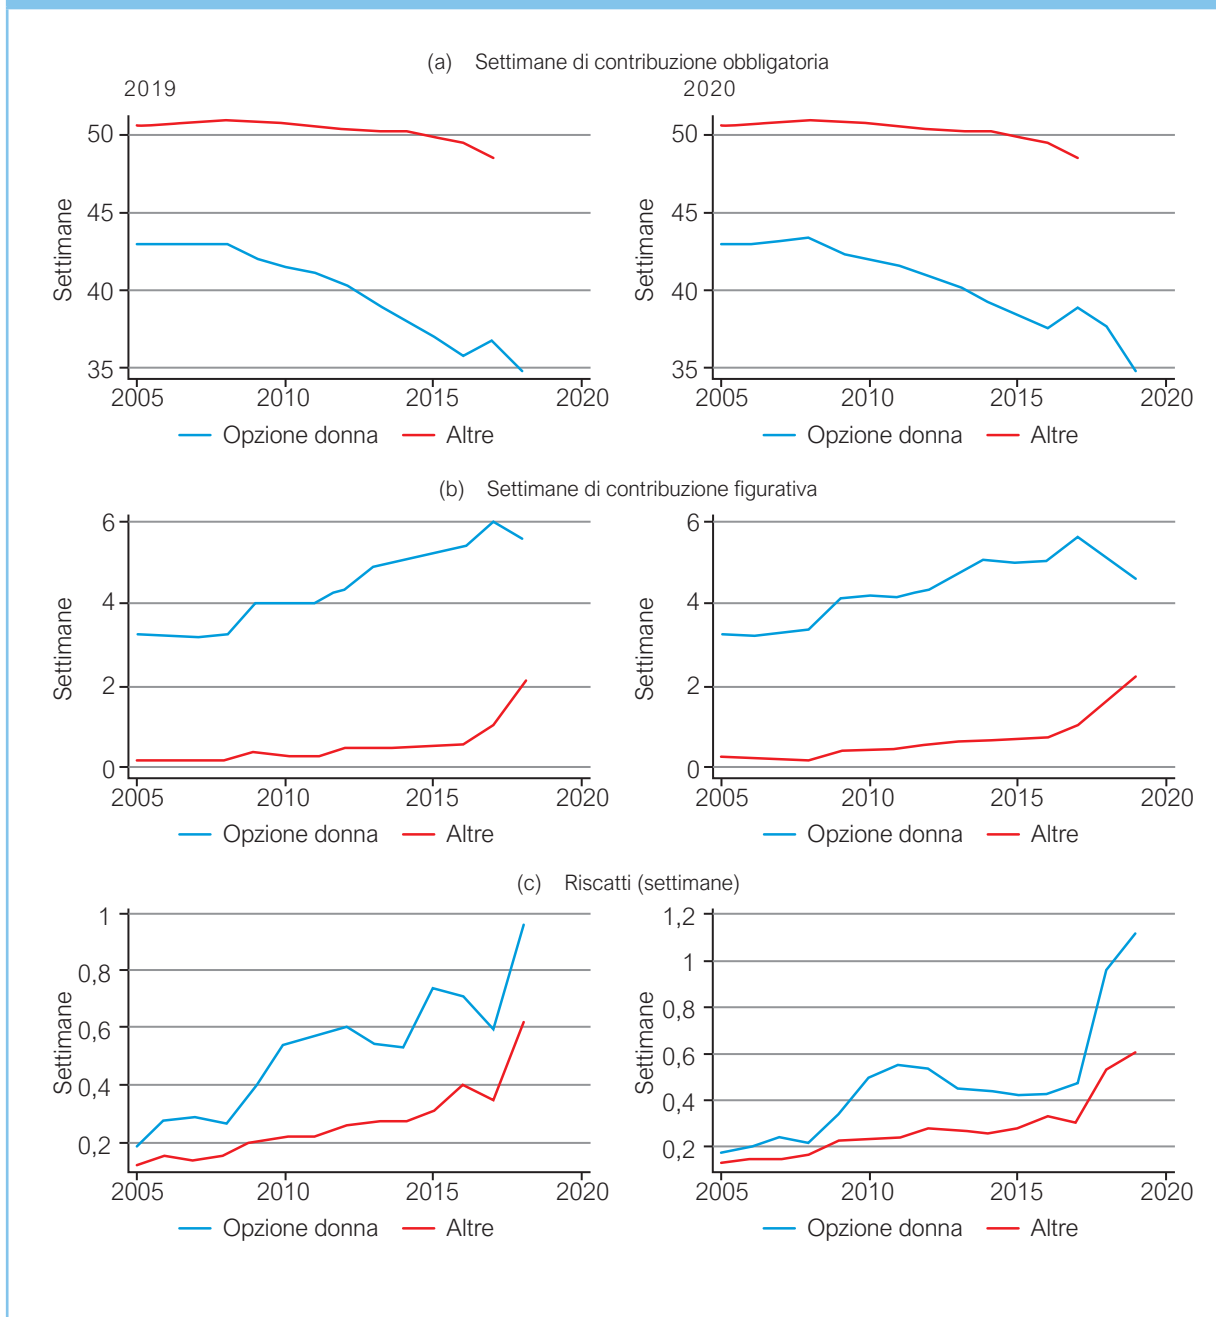 (a) Settimane di contribuzione obbligatoria
2019
2020
50
45
40
35
Settimane
2005 2010 2015 2020
Opzione donna Altre
50
45
40
35
Settimane
2005 2010 2015 2020
Opzione donna Altre
(b) Settimane di contribuzione figurativa
6
4
2
0
Settimane
2005 2010 2015 2020
Opzione donna Altre
6
4
2
0
Settimane
2005 2010 2015 2020
Opzione donna Altre
(c) Riscatti (settimane)
1
0,8
0,6
0,4
0,2
Settimane
2005 2010 2015 2020
Opzione donna Altre
1,2
1
0,8
0,6
0,4
0,2
Settimane
2005 2010 2015 2020
Opzione donna Altre